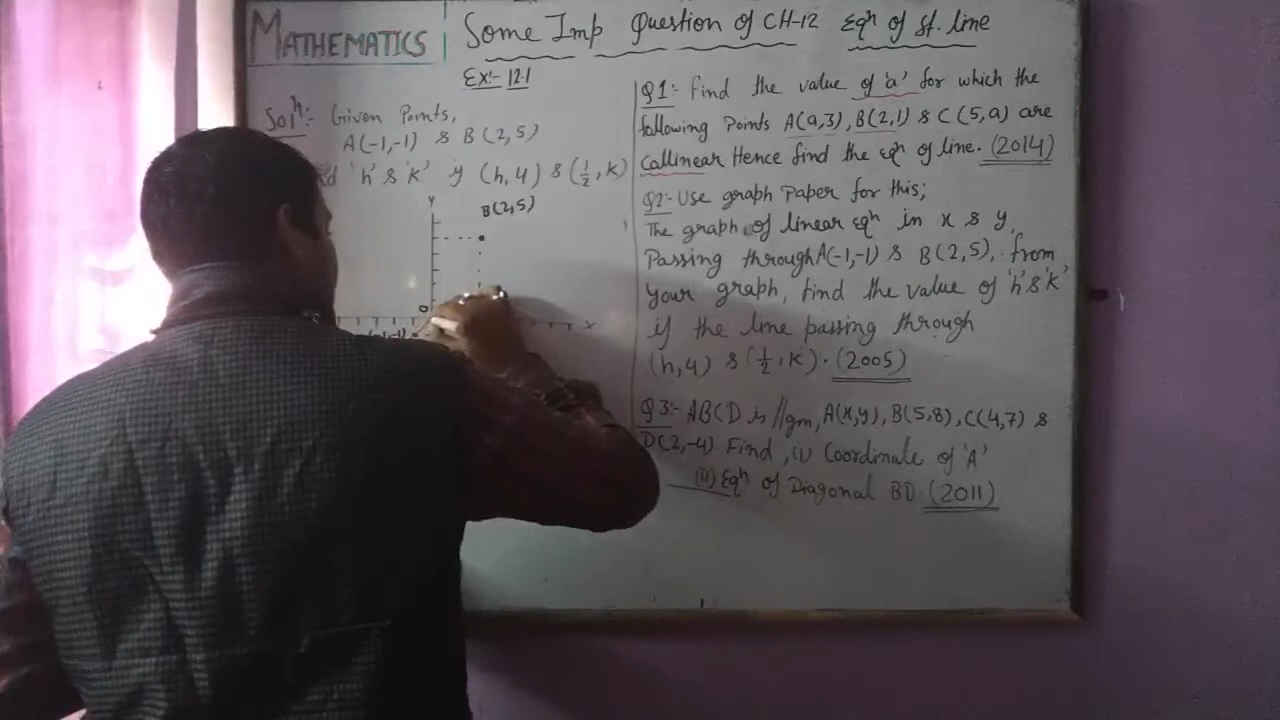 MATHEMATICS
Some Imp Question of CH-12 Eqn of St. line
Ex:- 12.1
Soln:- Given Points,
A(-1,-1) & B(2,5)
'h' & 'k' if (h,4) & (1/2, K)
Y
B(2,5)
O
X
Q1:- Find the value of 'a' for which the
following Points A(a,3), B(2,1) & C(5,a) are
callinear Hence find the eqn of line. (2014)
Q2:- Use graph Paper for this;
The graph of linear eqn in x & y,
Passing through A(-1,-1) & B(2,5), from
your graph, find the value of 'h' & 'k'
if the line passing through
(h,4) & (1/2, K). (2005)
Q3:- ABCD is //gm, A(x,y), B(5,8), C(4,7) &
D(2,-4). Find, (i) Coordinate of 'A'
(ii) Eqn of Diagonal BD. (2011)